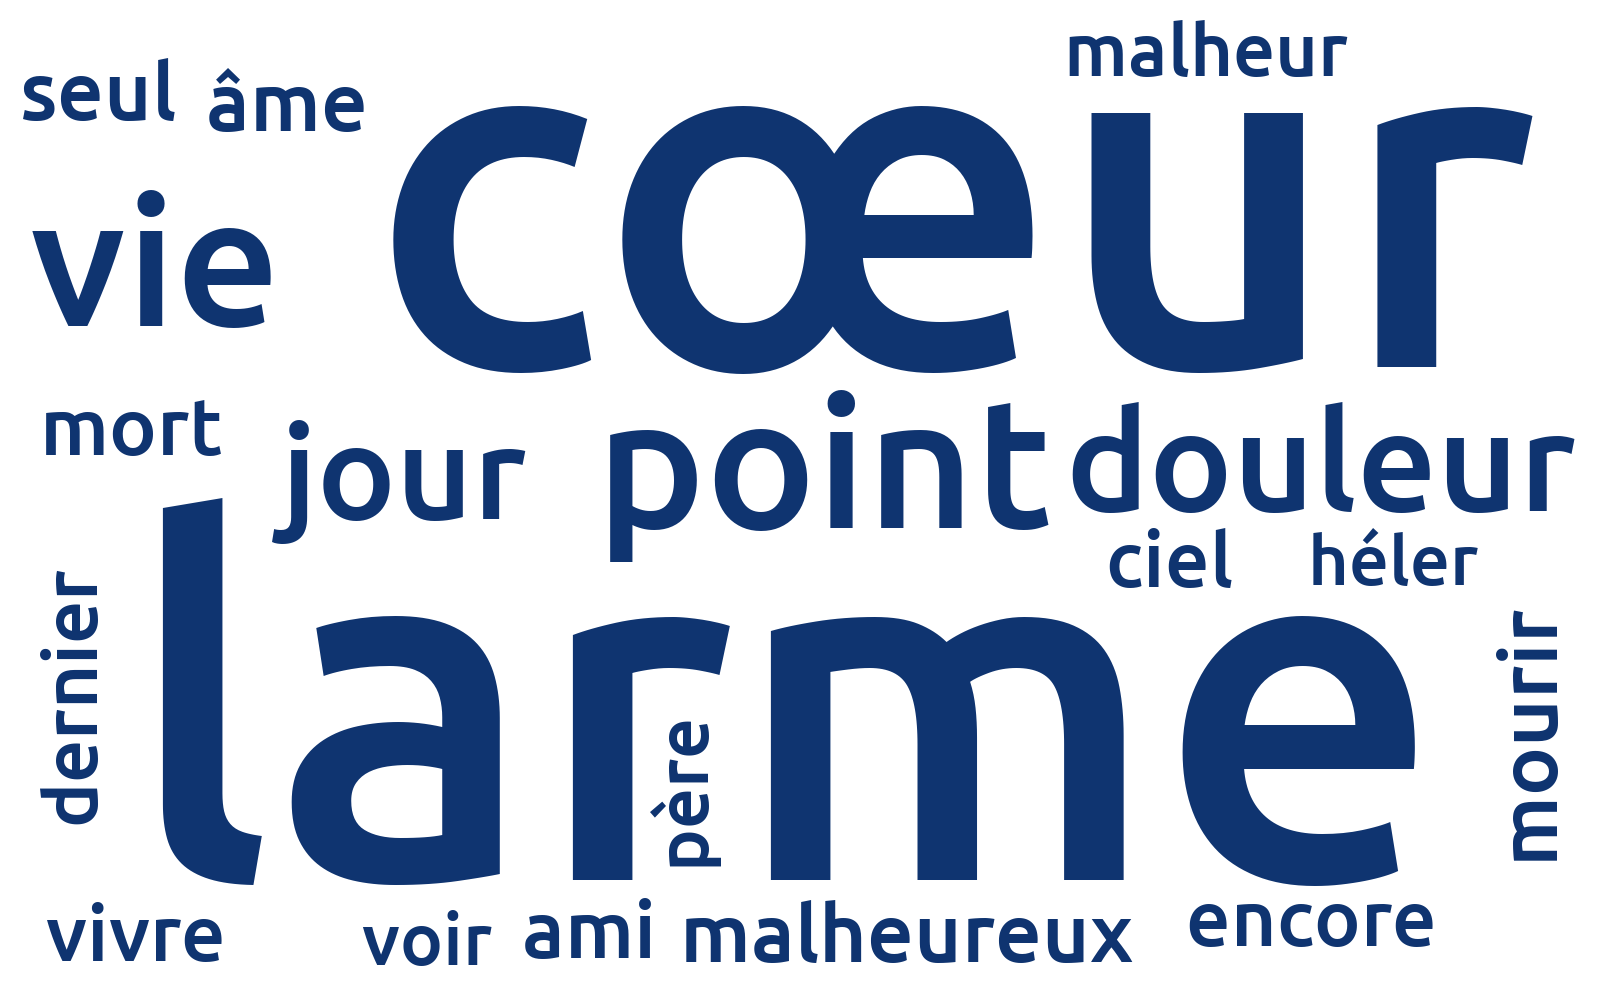 malheur
seul
âme
cœur
vie
mort
jour
point
douleur
ciel
héler
dernier
larme
père
mourir
vivre
voir
ami
malheureux
encore